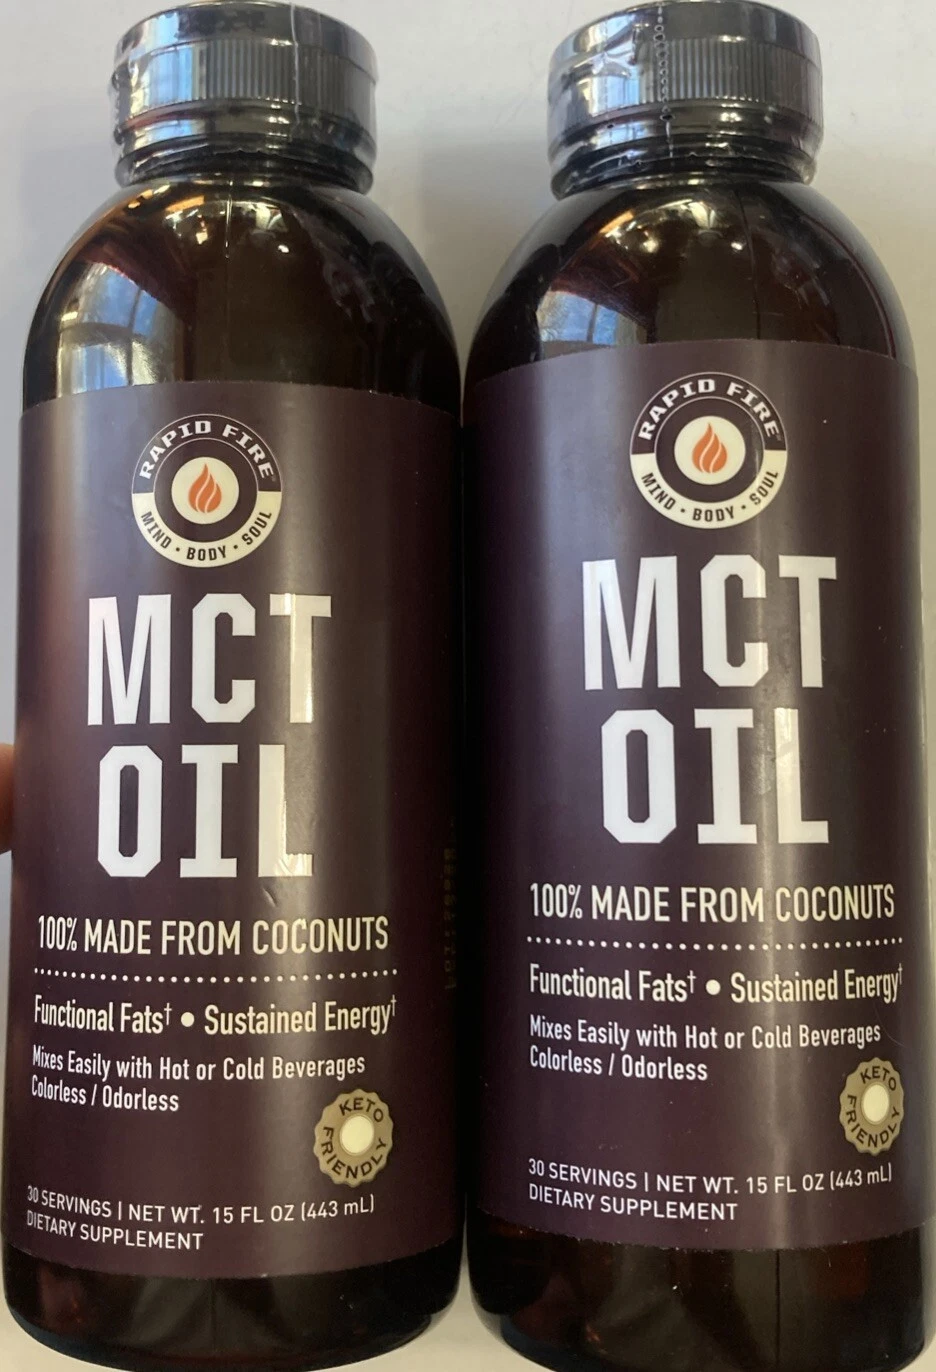 RAPID FIRE
MIND • BODY • SOUL
MCT
OIL
100% MADE FROM COCONUTS
Functional Fats† • Sustained Energy†
Mixes Easily with Hot or Cold Beverages
Colorless / Odorless
KETO
FRIENDLY
30 SERVINGS | NET WT. 15 FL OZ (443 mL)
DIETARY SUPPLEMENT
RAPID FIRE
MIND • BODY • SOUL
MCT
OIL
100% MADE FROM COCONUTS
Functional Fats† • Sustained Energy†
Mixes Easily with Hot or Cold Beverages
Colorless / Odorless
KETO
FRIENDLY
30 SERVINGS | NET WT. 15 FL OZ (443 mL)
DIETARY SUPPLEMENT